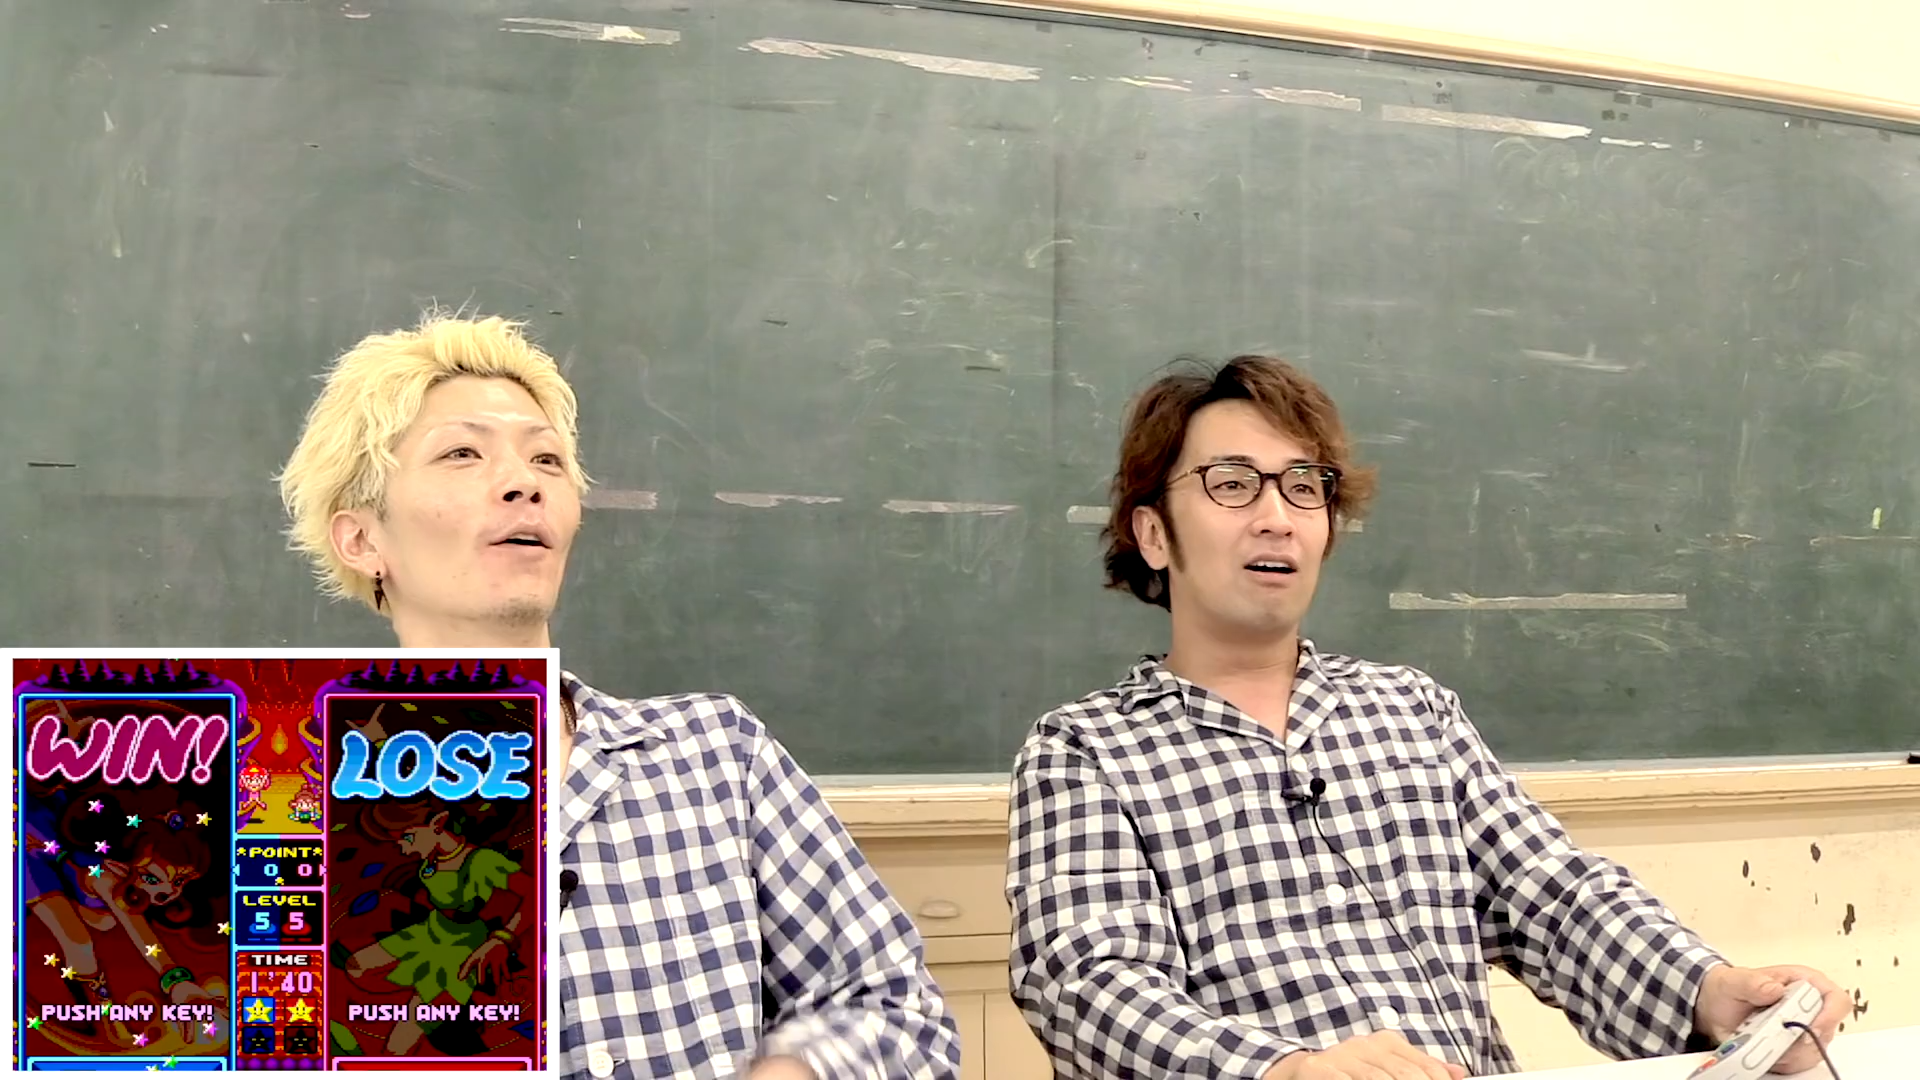 WIN!
LOSE
POINT
0 0
LEVEL
5 5
TIME
1'40
PUSH ANY KEY!
PUSH ANY KEY!